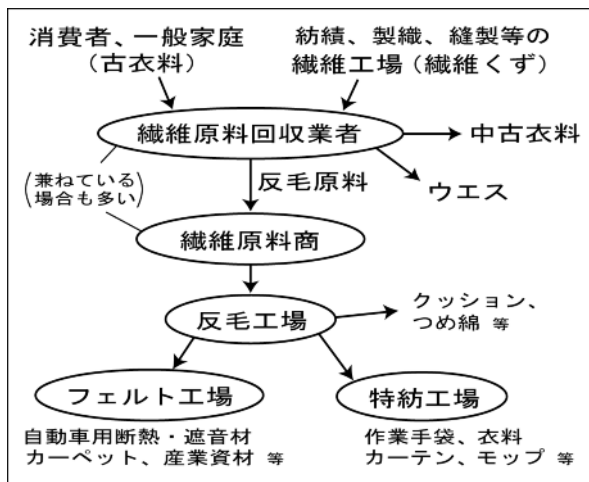 消費者、一般家庭
（古衣料）
紡績、製織、縫製等の
繊維工場（繊維くず）
繊維原料回収業者
中古衣料
ウエス
（兼ねている
場合も多い）
反毛原料
繊維原料商
反毛工場
クッション、
つめ綿 等
フェルト工場
特紡工場
自動車用断熱・遮音材
カーペット、産業資材 等
作業手袋、衣料
カーテン、モップ 等